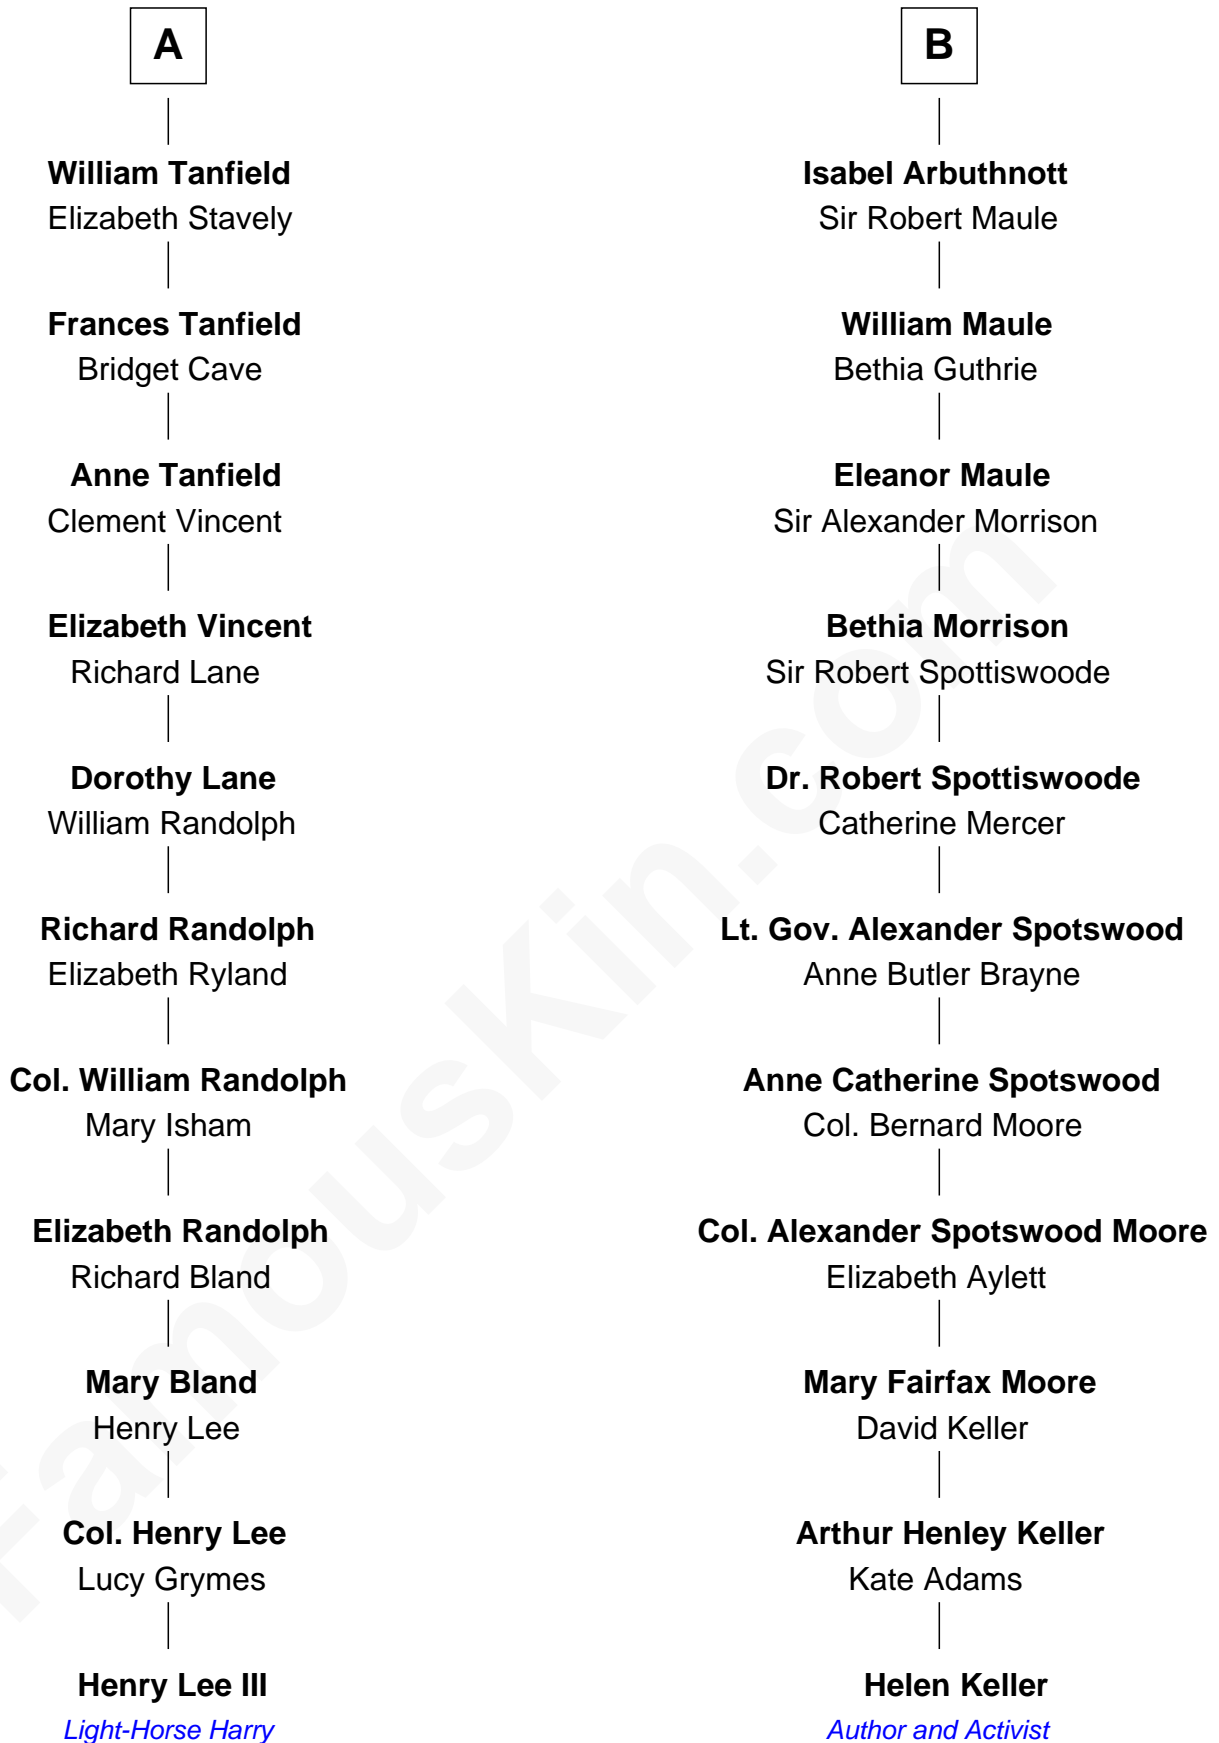 A
William Tanfield
Elizabeth Stavely
Frances Tanfield
Bridget Cave
Anne Tanfield
Clement Vincent
Elizabeth Vincent
Richard Lane
Dorothy Lane
William Randolph
Richard Randolph
Elizabeth Ryland
Col. William Randolph
Mary Isham
Elizabeth Randolph
Richard Bland
Mary Bland
Henry Lee
Col. Henry Lee
Lucy Grymes
Henry Lee III
Light-Horse Harry
B
Isabel Arbuthnott
Sir Robert Maule
William Maule
Bethia Guthrie
Eleanor Maule
Sir Alexander Morrison
Bethia Morrison
Sir Robert Spottiswoode
Dr. Robert Spottiswoode
Catherine Mercer
Lt. Gov. Alexander Spotswood
Anne Butler Brayne
Anne Catherine Spotswood
Col. Bernard Moore
Col. Alexander Spotswood Moore
Elizabeth Aylett
Mary Fairfax Moore
David Keller
Arthur Henley Keller
Kate Adams
Helen Keller
Author and Activist
FamousKin.com